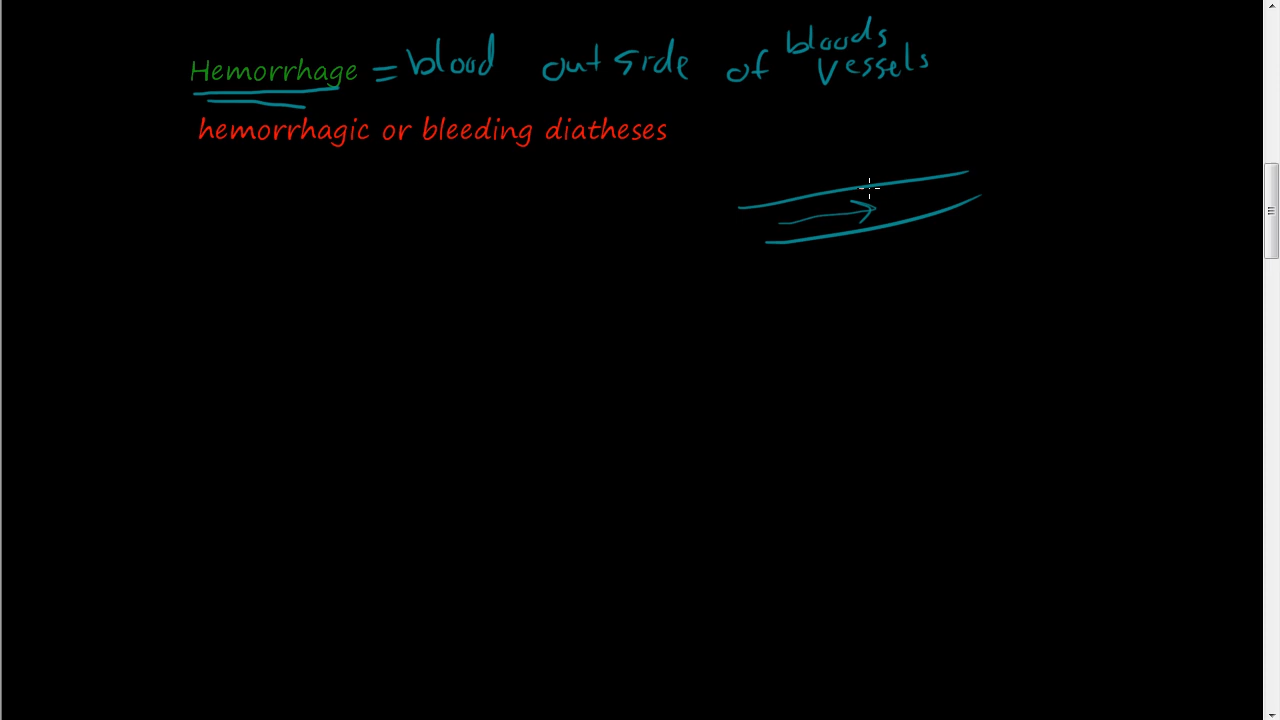 Hemorrhage = blood outside of bloods vessels
hemorrhagic or bleeding diatheses